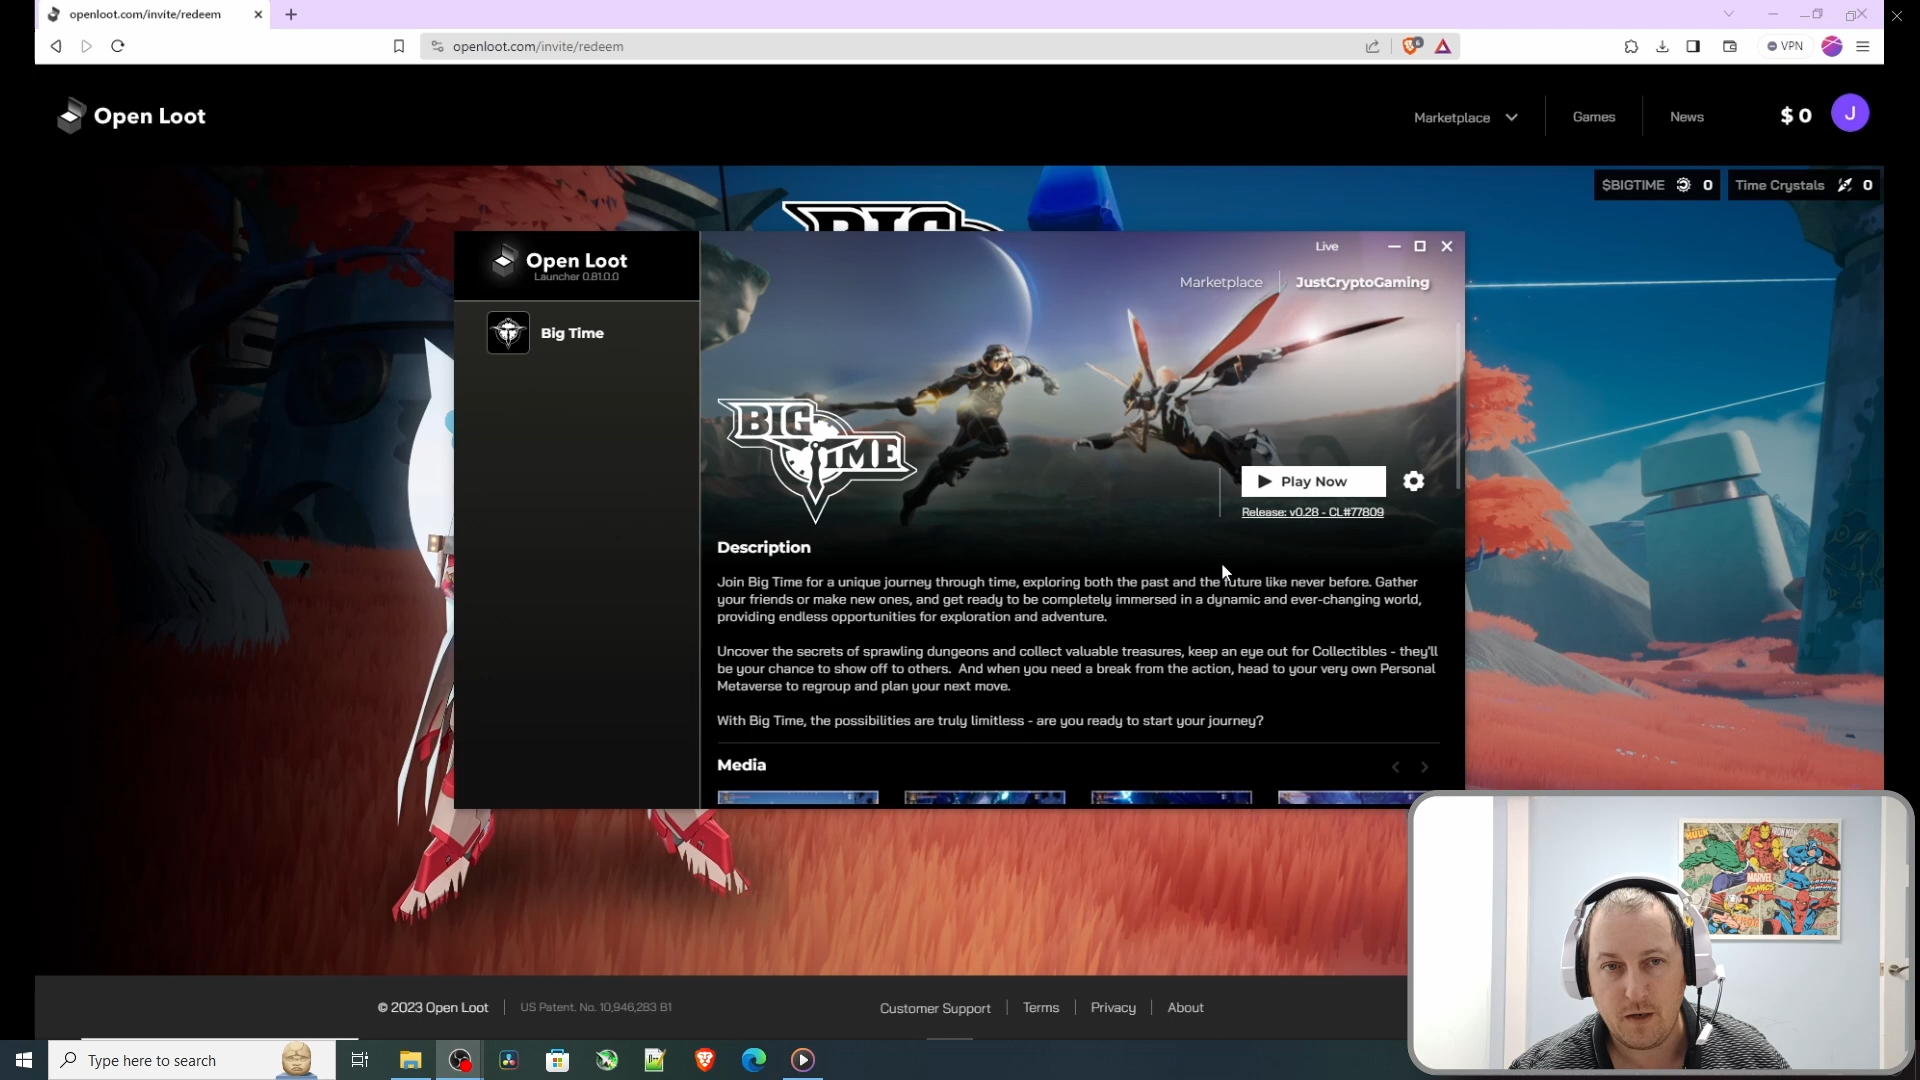 openloot.com/invite/redeem
openloot.com/invite/redeem
6
VPN
Open Loot
Marketplace
Games
News
$ 0
J
$BIGTIME 0
Time Crystals 0
BIG
Open Loot
Launcher 0.81.0.0
Live
Marketplace
JustCryptoGaming
Big Time
BIG
TIME
Play Now
Release: v0.28 - CL#77809
Description
Join Big Time for a unique journey through time, exploring both the past and the future like never before. Gather
your friends or make new ones, and get ready to be completely immersed in a dynamic and ever-changing world,
providing endless opportunities for exploration and adventure.
Uncover the secrets of sprawling dungeons and collect valuable treasures, keep an eye out for Collectibles - they'll
be your chance to show off to others. And when you need a break from the action, head to your very own Personal
Metaverse to regroup and plan your next move.
With Big Time, the possibilities are truly limitless - are you ready to start your journey?
Media
HULK
MARVEL
COMICS
© 2023 Open Loot
US Patent. No. 10,946,283 B1
Customer Support
Terms
Privacy
About
Type here to search